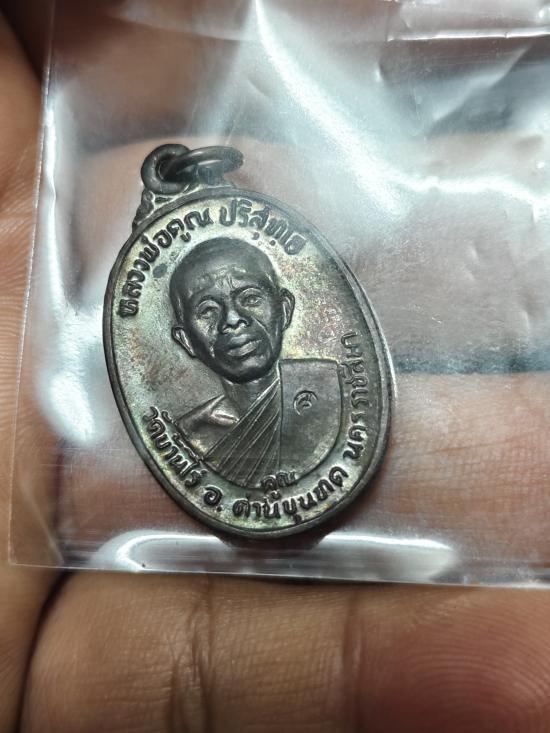 หลวงพ่อคูณ ปริสุทฺโธ
คูณ
วัดบ้านไร่ อ. ด่านขุนทด นครราชสีมา